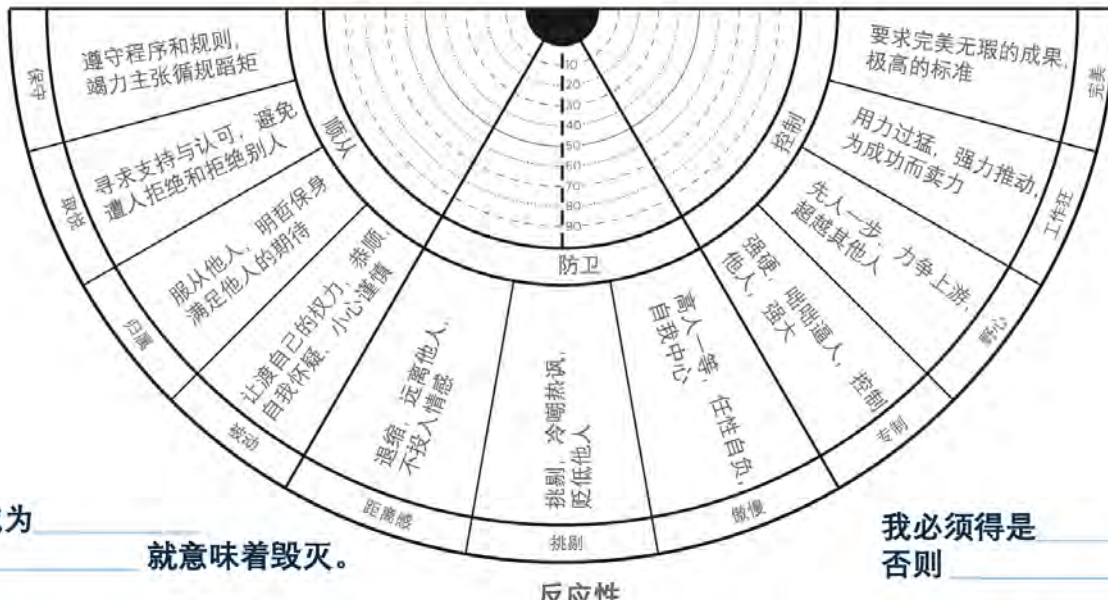 遵守程序和规则，
竭力主张循规蹈矩
保守
寻求支持与认可，避免
遭人拒绝和拒绝别人
取悦
服从他人，明哲保身
满足他人的期待
归属
让渡自己的权力，恭顺，
自我怀疑、小心谨慎
被动
顺从
退缩，远离他人，
不投入情感
距离感
挑剔，冷嘲热讽，
贬低他人
挑剔
高人一等，任性自负，
自我中心
傲慢
防卫
10
20
30
40
50
60
70
80
90
强硬，咄咄逼人，控制
他人，强大
专制
先人一步，力争上游，
超越其他人
野心
用力过猛，强力推动，
为成功而卖力
工作狂
要求完美无瑕的成果，
极高的标准
完美
控制
为
就意味着毁灭。
我必须得是
否则
反应性